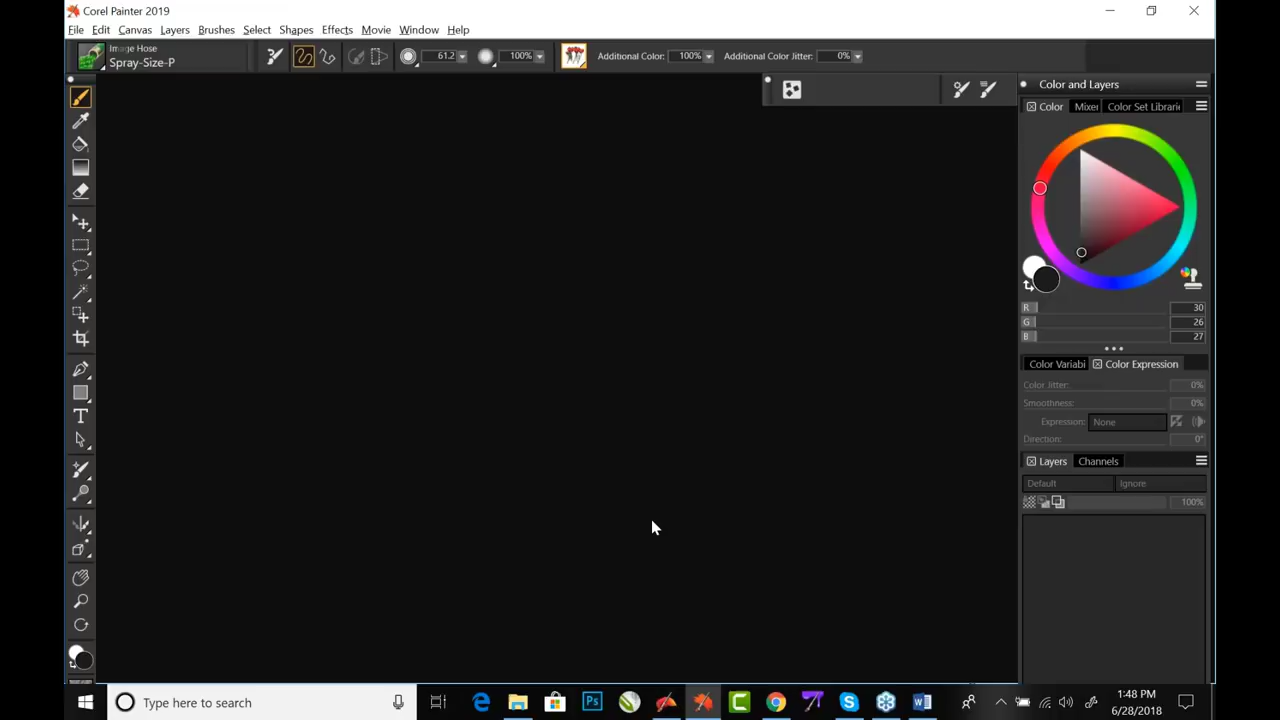 Corel Painter 2019
File Edit Canvas Layers Brushes Select Shapes Effects Movie Window Help
Image Hose
Spray-Size-P
61.2 100% Additional Color: 100% Additional Color Jitter: 0%
Color and Layers
Color Mixer Color Set Librari
R 30
G 26
B 27
Color Variabi Color Expression
Color Jitter: 0%
Smoothness: 0%
Expression: None
Direction: 0°
Layers Channels
Default Ignore
100%
T
Type here to search
Ps
1:48 PM
6/28/2018